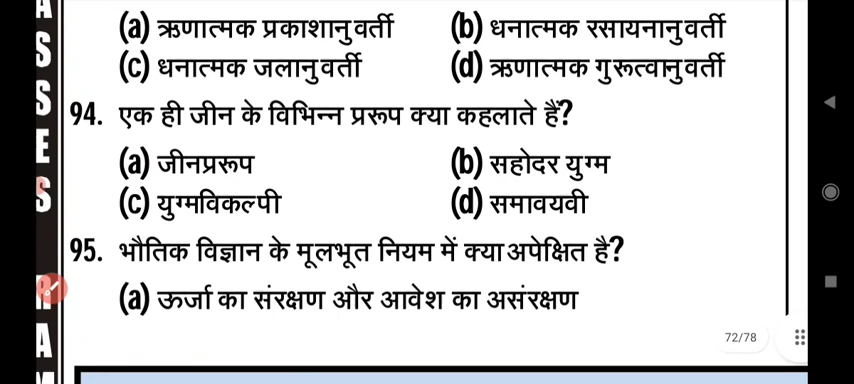 (a) ऋणात्मक प्रकाशानुवर्ती (b) धनात्मक रसायनानुवर्ती
(c) धनात्मक जलानुवर्ती (d) ऋणात्मक गुरूत्वानुवर्ती
94. एक ही जीन के विभिन्न प्ररूप क्या कहलाते हैं?
(a) जीनप्ररूप (b) सहोदर युग्म
(c) युग्मविकल्पी (d) समावयवी
95. भौतिक विज्ञान के मूलभूत नियम में क्या अपेक्षित है?
(a) ऊर्जा का संरक्षण और आवेश का असंरक्षण
72/78